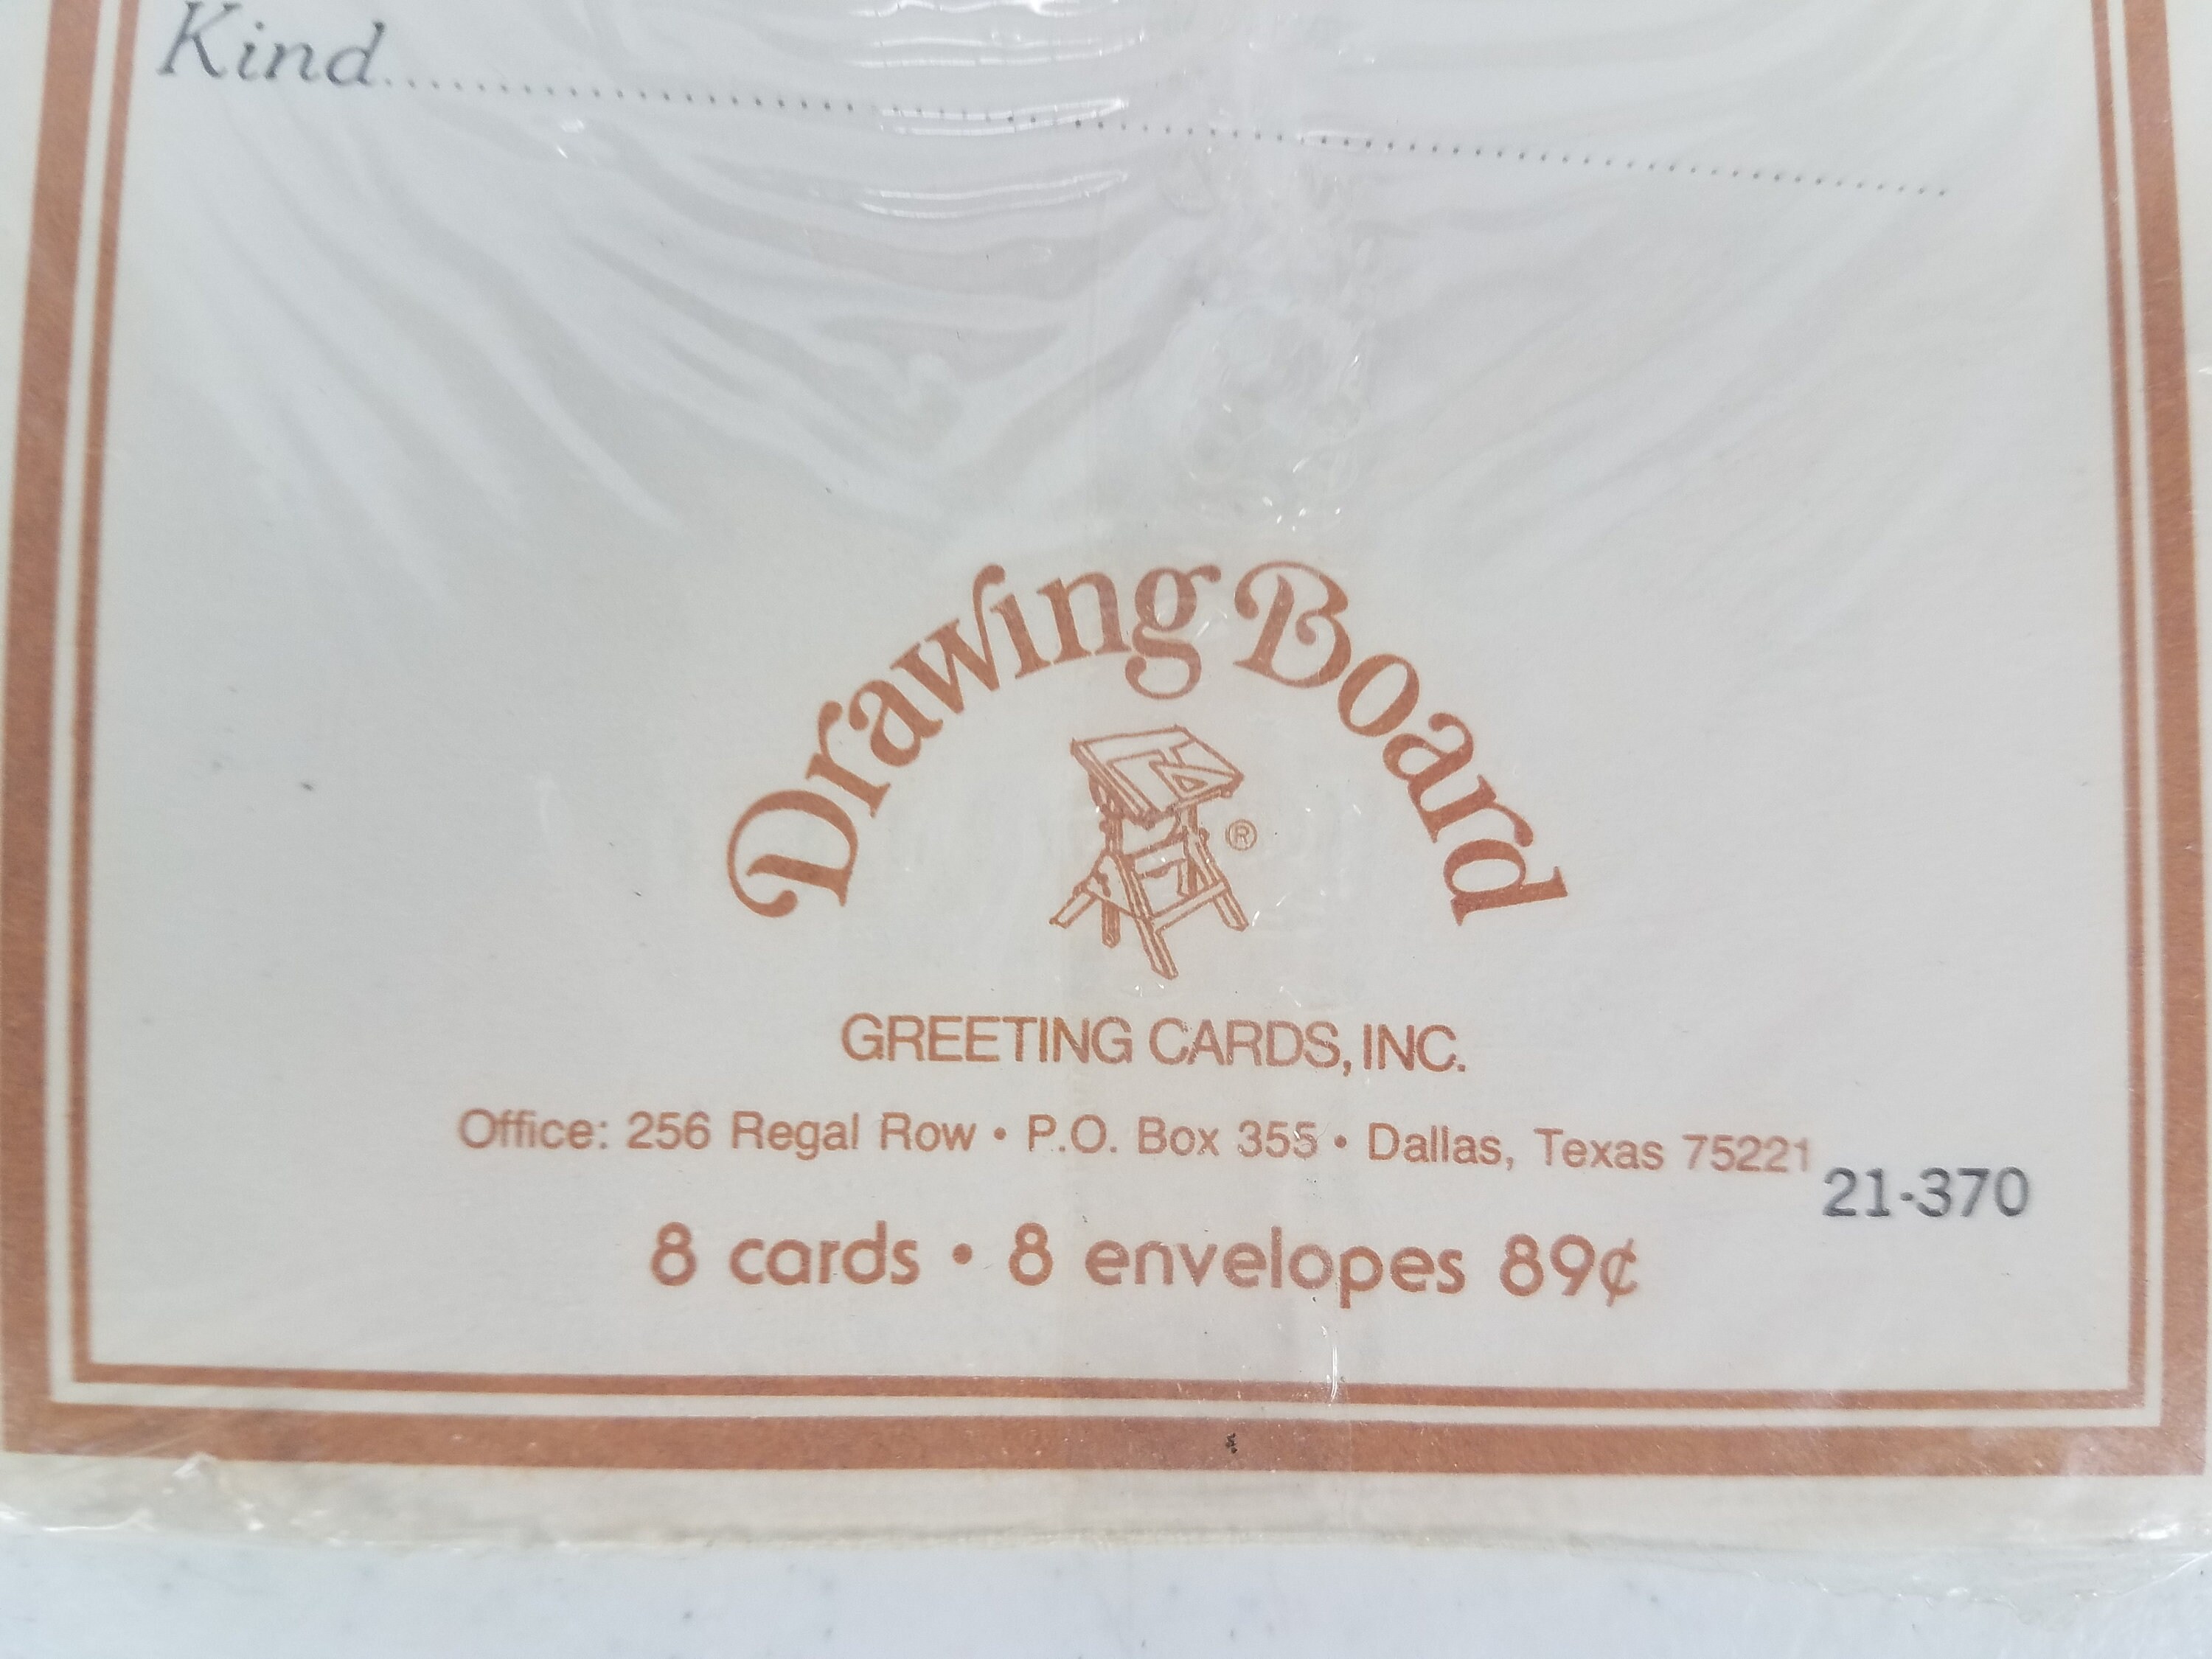 Kind..........................................................................................
Drawing Board
®
GREETING CARDS, INC.
Office: 256 Regal Row • P.O. Box 355 • Dallas, Texas 75221
21-370
8 cards • 8 envelopes 89¢